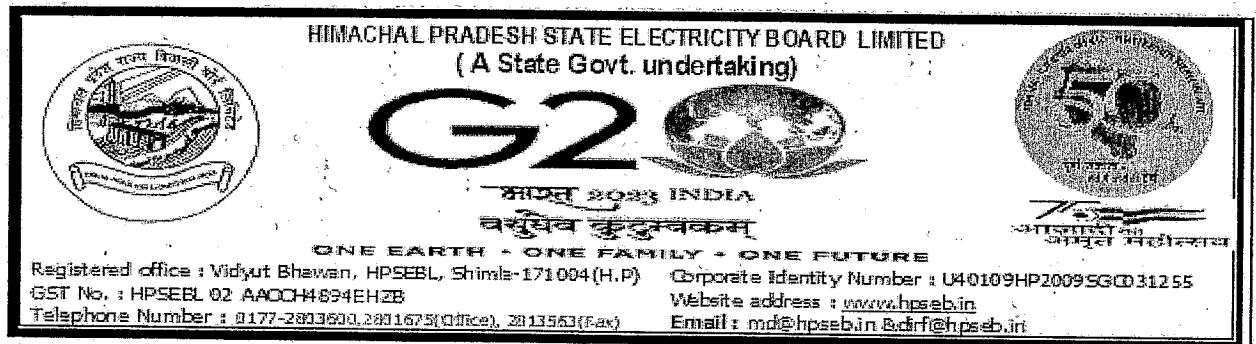 HIMACHAL PRADESH STATE ELECTRICITY BOARD LIMITED
( A State Govt. undertaking)
G20
भारत 2023 INDIA
वसुधैव कुटुम्बकम्
ONE EARTH • ONE FAMILY • ONE FUTURE
50
75
आज़ादी का
अमृत महोत्सव
Registered office : Vidyut Bhawan, HPSEBL, Shimla-171004(H.P)
GST No. : HPSEBL 02 AACCH4894EHZB
Telephone Number : 0177-2803600,2801675(Office), 2813563(Fax)
Corporate Identity Number : U40109HP2009SGC031255
Website address : www.hpseb.in
Email : md@hpseb.in &dirf@hpseb.in